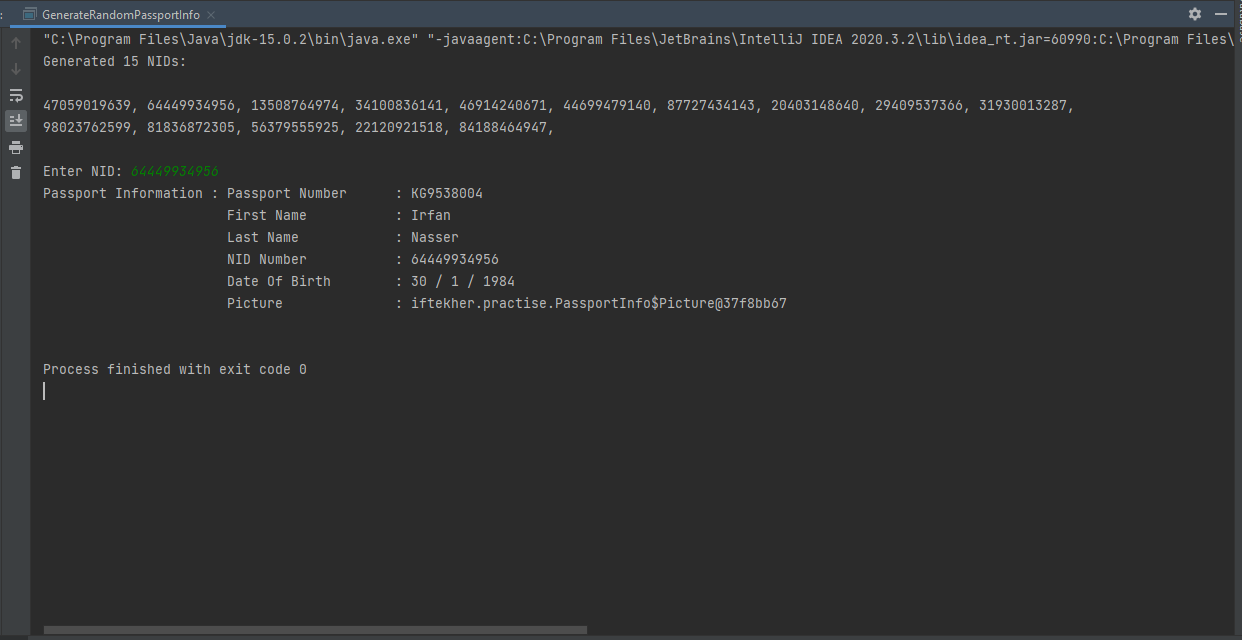 GenerateRandomPassportInfo
"C:\Program Files\Java\jdk-15.0.2\bin\java.exe" "-javaagent:C:\Program Files\JetBrains\IntelliJ IDEA 2020.3.2\lib\idea_rt.jar=60990:C:\Program Files\
Generated 15 NIDs:
47059019639, 64449934956, 13508764974, 34100836141, 46914240671, 44699479140, 87727434143, 20403148640, 29409537366, 31930013287,
98023762599, 81836872305, 56379555925, 22120921518, 84188464947,
Enter NID: 64449934956
Passport Information : Passport Number : KG9538004
First Name : Irfan
Last Name : Nasser
NID Number : 64449934956
Date Of Birth : 30 / 1 / 1984
Picture : iftekher.practise.PassportInfo$Picture@37f8bb67
Process finished with exit code 0